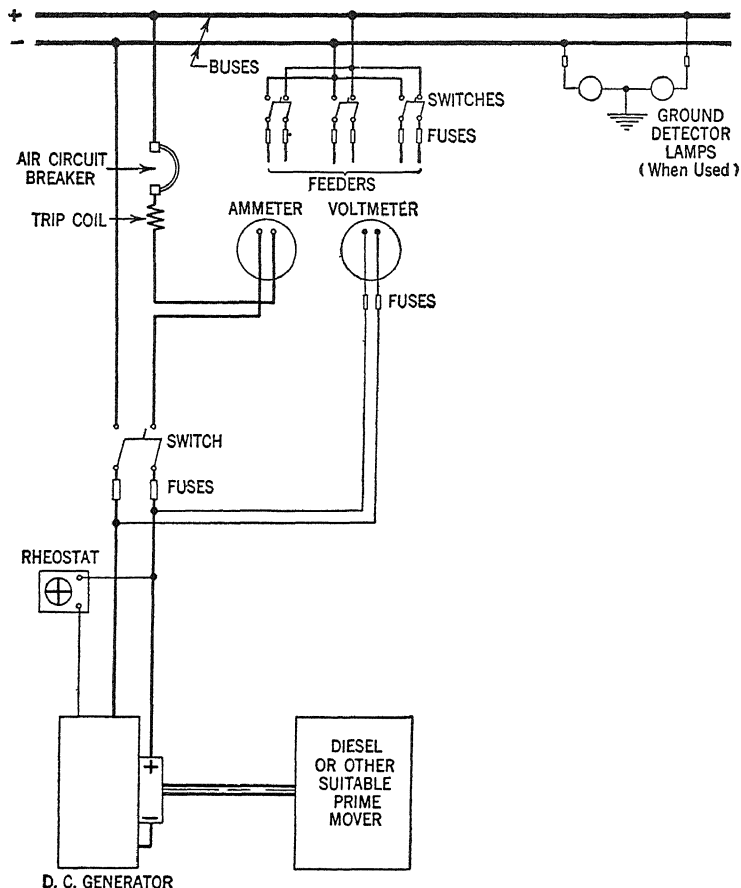 +
−
BUSES
SWITCHES
FUSES
FEEDERS
GROUND
DETECTOR
LAMPS
(When Used)
AIR CIRCUIT
BREAKER
TRIP COIL
AMMETER
VOLTMETER
FUSES
SWITCH
FUSES
RHEOSTAT
+
−
DIESEL
OR OTHER
SUITABLE
PRIME
MOVER
D. C. GENERATOR